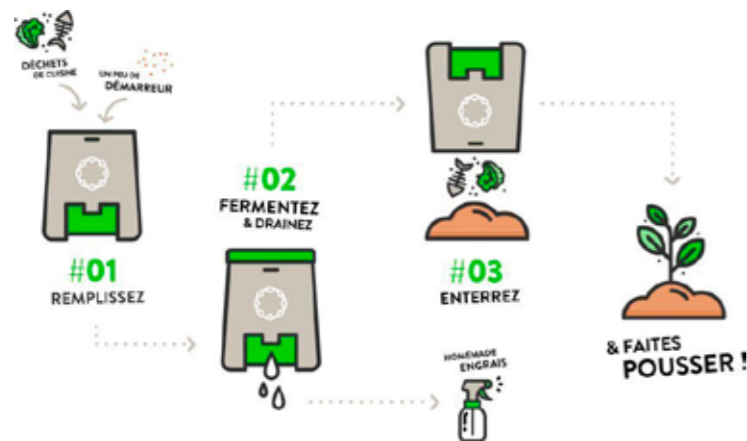 DÉCHETS
DE CUISINE
UN PEU DE
DÉMARREUR
#01
REMPLISSEZ
#02
FERMENTEZ
& DRAINEZ
#03
ENTERREZ
HOMEMADE
ENGRAIS
& FAITES
POUSSER !